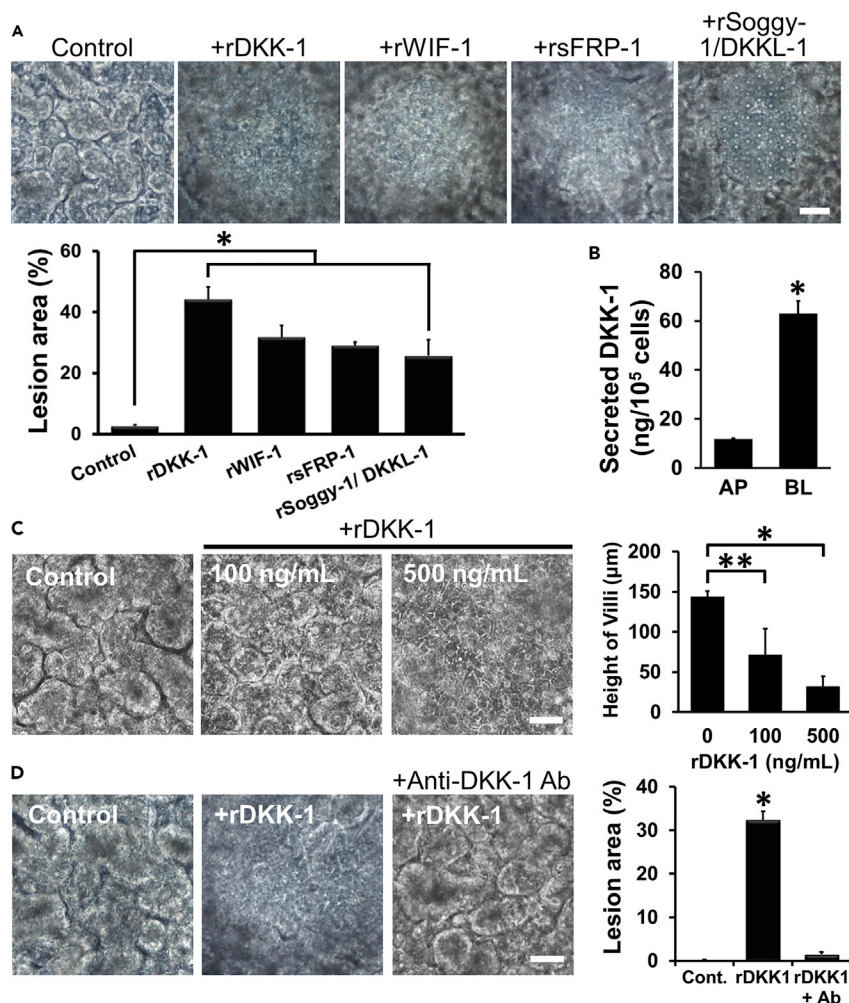 A
Control
+rDKK-1
+rWIF-1
+rsFRP-1
+rSoggy-
1/DKKL-1
*
Lesion area (%)
60
40
20
0
Control
rDKK-1
rWIF-1
rsFRP-1
rSoggy-1/ DKKL-1
B
Secreted DKK-1
(ng/10⁵ cells)
80
60
40
20
0
*
AP
BL
C
+rDKK-1
Control
100 ng/mL
500 ng/mL
Height of Villi (µm)
200
150
100
50
0
*
**
0
100
500
rDKK-1 (ng/mL)
D
+Anti-DKK-1 Ab
Control
+rDKK-1
+rDKK-1
Lesion area (%)
40
30
20
10
0
*
Cont.
rDKK1
rDKK1
+ Ab